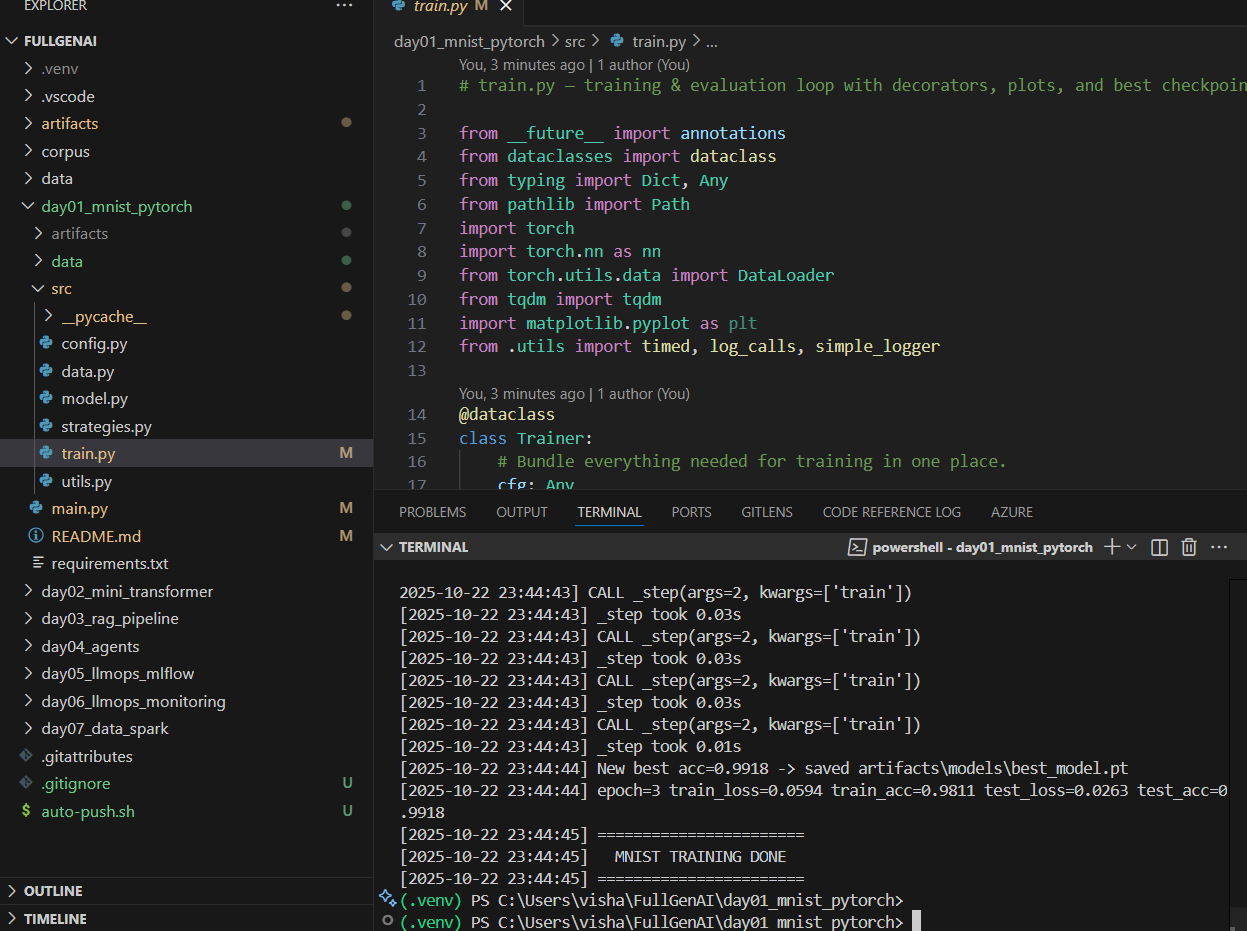 EXPLORER
...
FULLGENAI
.venv
.vscode
artifacts
corpus
data
day01_mnist_pytorch
artifacts
data
src
__pycache__
config.py
data.py
model.py
strategies.py
train.py M
utils.py
main.py M
README.md M
requirements.txt
day02_mini_transformer
day03_rag_pipeline
day04_agents
day05_llmops_mlflow
day06_llmops_monitoring
day07_data_spark
.gitattributes
.gitignore U
auto-push.sh U
OUTLINE
TIMELINE
train.py M
day01_mnist_pytorch > src > train.py > ...
You, 3 minutes ago | 1 author (You)
1 # train.py — training & evaluation loop with decorators, plots, and best checkpoin
2
3 from __future__ import annotations
4 from dataclasses import dataclass
5 from typing import Dict, Any
6 from pathlib import Path
7 import torch
8 import torch.nn as nn
9 from torch.utils.data import DataLoader
10 from tqdm import tqdm
11 import matplotlib.pyplot as plt
12 from .utils import timed, log_calls, simple_logger
13
You, 3 minutes ago | 1 author (You)
14 @dataclass
15 class Trainer:
16 # Bundle everything needed for training in one place.
17 cfg: Any
PROBLEMS OUTPUT TERMINAL PORTS GITLENS CODE REFERENCE LOG AZURE
TERMINAL powershell - day01_mnist_pytorch ...
2025-10-22 23:44:43] CALL _step(args=2, kwargs=['train'])
[2025-10-22 23:44:43] _step took 0.03s
[2025-10-22 23:44:43] CALL _step(args=2, kwargs=['train'])
[2025-10-22 23:44:43] _step took 0.03s
[2025-10-22 23:44:43] CALL _step(args=2, kwargs=['train'])
[2025-10-22 23:44:43] _step took 0.03s
[2025-10-22 23:44:43] CALL _step(args=2, kwargs=['train'])
[2025-10-22 23:44:43] _step took 0.01s
[2025-10-22 23:44:44] New best acc=0.9918 -> saved artifacts\models\best_model.pt
[2025-10-22 23:44:44] epoch=3 train_loss=0.0594 train_acc=0.9811 test_loss=0.0263 test_acc=0
.9918
[2025-10-22 23:44:45] ========================
[2025-10-22 23:44:45] MNIST TRAINING DONE
[2025-10-22 23:44:45] ========================
(.venv) PS C:\Users\visha\FullGenAI\day01_mnist_pytorch>
(.venv) PS C:\Users\visha\FullGenAI\day01_mnist_pytorch>